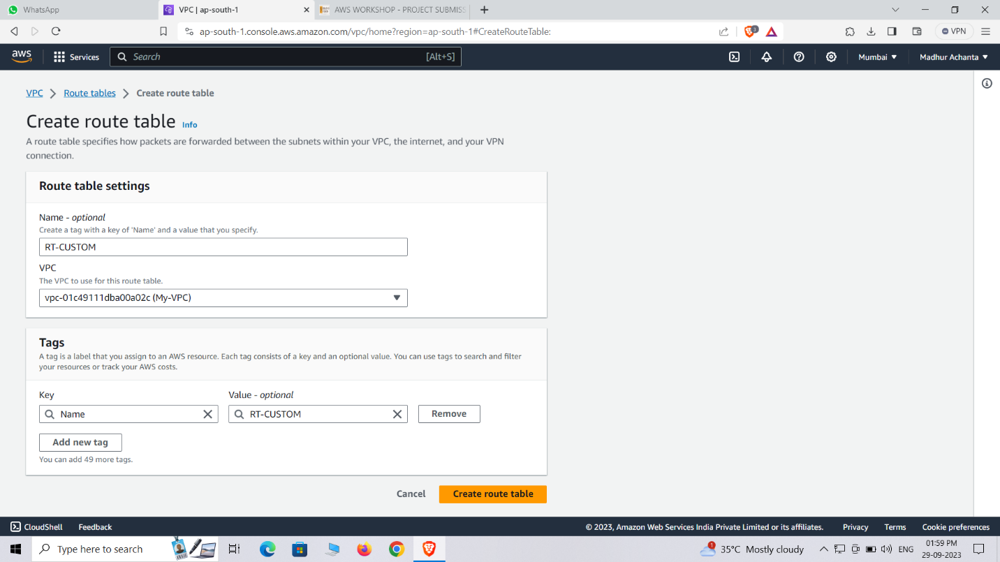 WhatsApp
VPC | ap-south-1
AWS WORKSHOP - PROJECT SUBMISS
ap-south-1.console.aws.amazon.com/vpc/home?region=ap-south-1#CreateRouteTable:
3
VPN
aws
Services
Search
[Alt+S]
Mumbai
Madhur Achanta
VPC
Route tables
Create route table
Create route table Info
A route table specifies how packets are forwarded between the subnets within your VPC, the internet, and your VPN
connection.
Route table settings
Name - optional
Create a tag with a key of 'Name' and a value that you specify.
RT-CUSTOM
VPC
The VPC to use for this route table.
vpc-01c49111dba00a02c (My-VPC)
Tags
A tag is a label that you assign to an AWS resource. Each tag consists of a key and an optional value. You can use tags to search and filter
your resources or track your AWS costs.
Key
Value - optional
Name
RT-CUSTOM
Remove
Add new tag
You can add 49 more tags.
Cancel
Create route table
CloudShell
Feedback
© 2023, Amazon Web Services India Private Limited or its affiliates.
Privacy
Terms
Cookie preferences
Type here to search
1
35°C Mostly cloudy
ENG
01:59 PM
29-09-2023